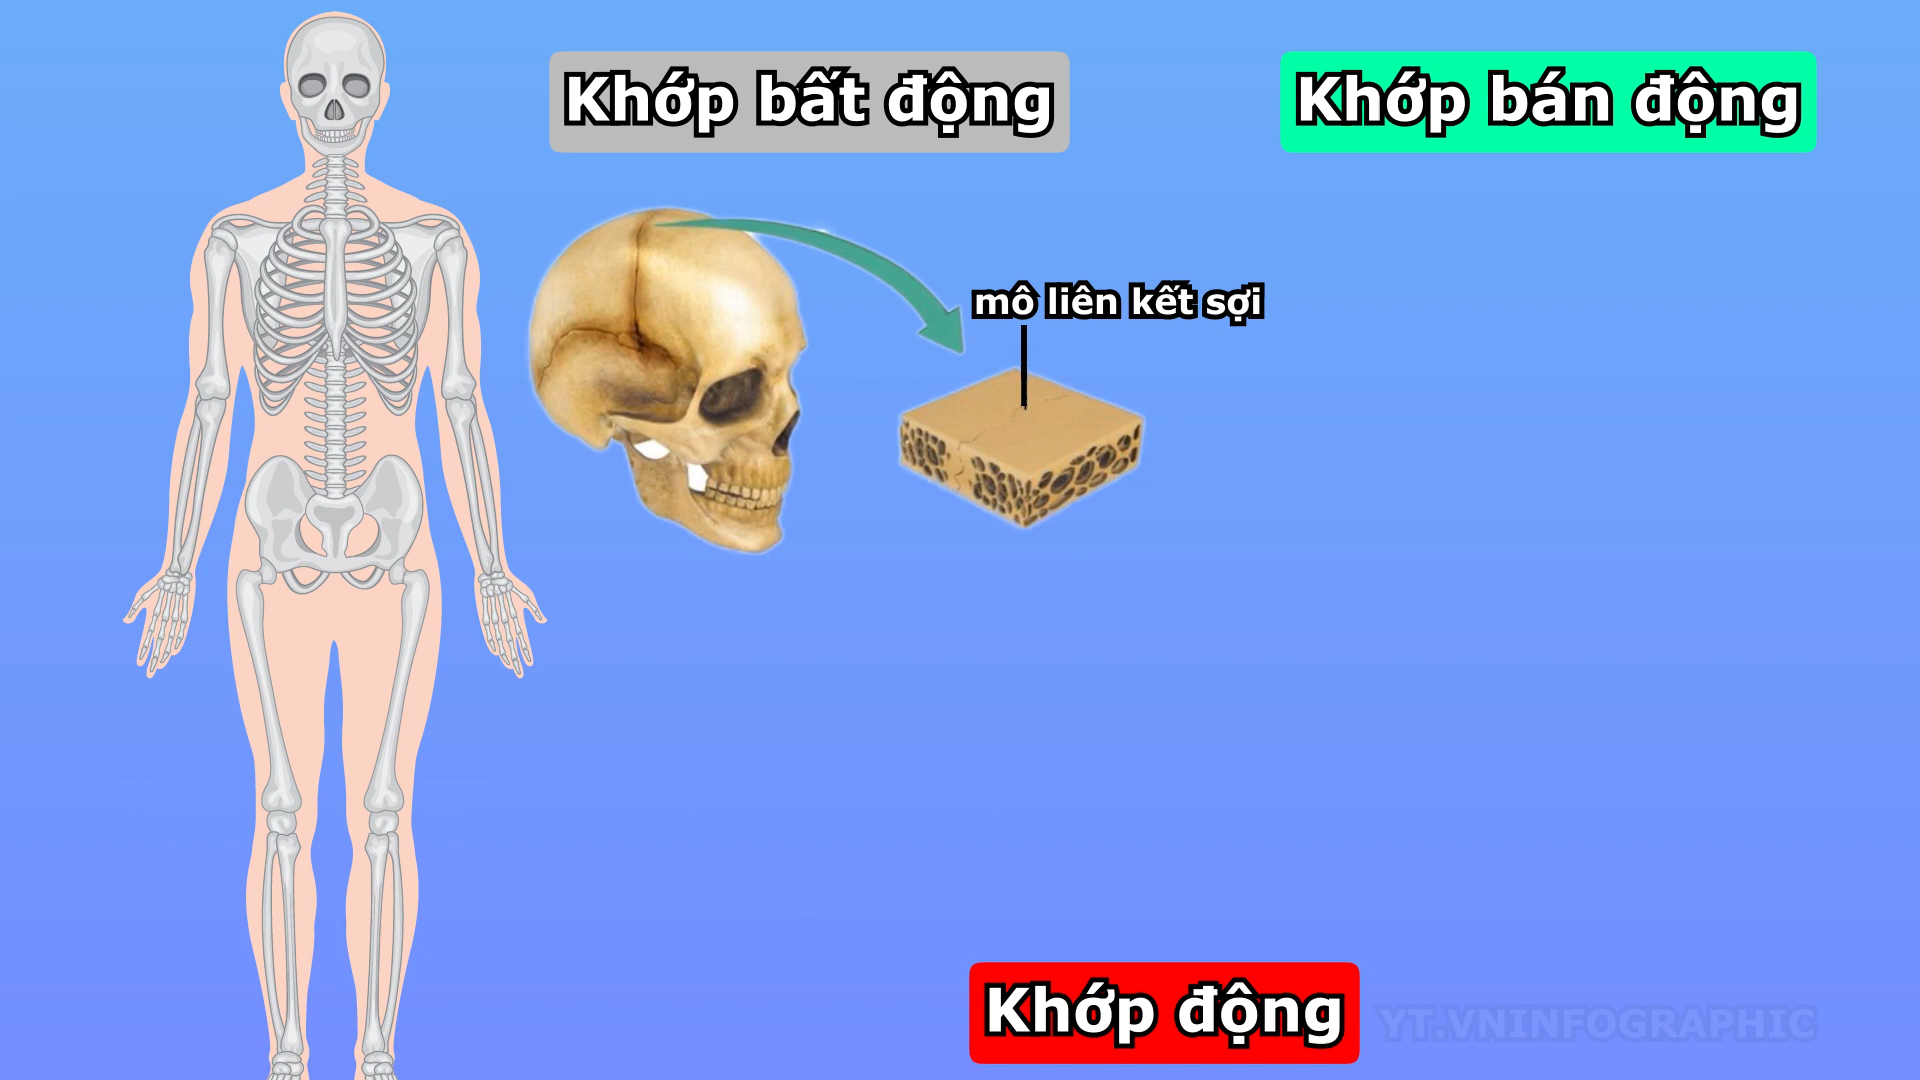 Khớp bất động
Khớp bán động
mô liên kết sợi
Khớp động
YT.VNINFOGRAPHIC